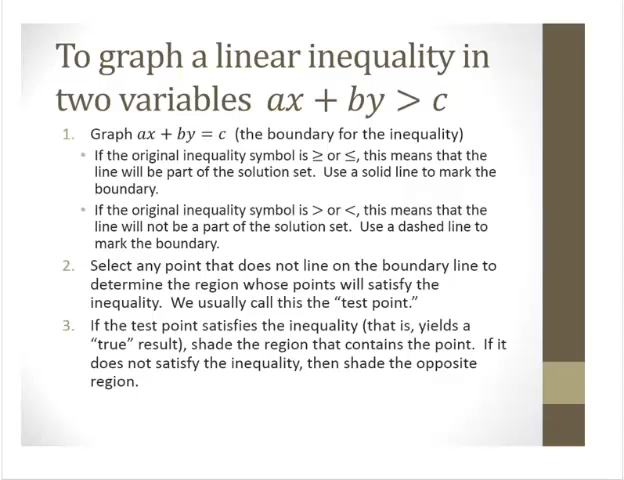 To graph a linear inequality in
two variables ax + by > c
1. Graph ax + by = c (the boundary for the inequality)
• If the original inequality symbol is ≥ or ≤, this means that the
line will be part of the solution set. Use a solid line to mark the
boundary.
• If the original inequality symbol is > or <, this means that the
line will not be a part of the solution set. Use a dashed line to
mark the boundary.
2. Select any point that does not line on the boundary line to
determine the region whose points will satisfy the
inequality. We usually call this the “test point.”
3. If the test point satisfies the inequality (that is, yields a
“true” result), shade the region that contains the point. If it
does not satisfy the inequality, then shade the opposite
region.